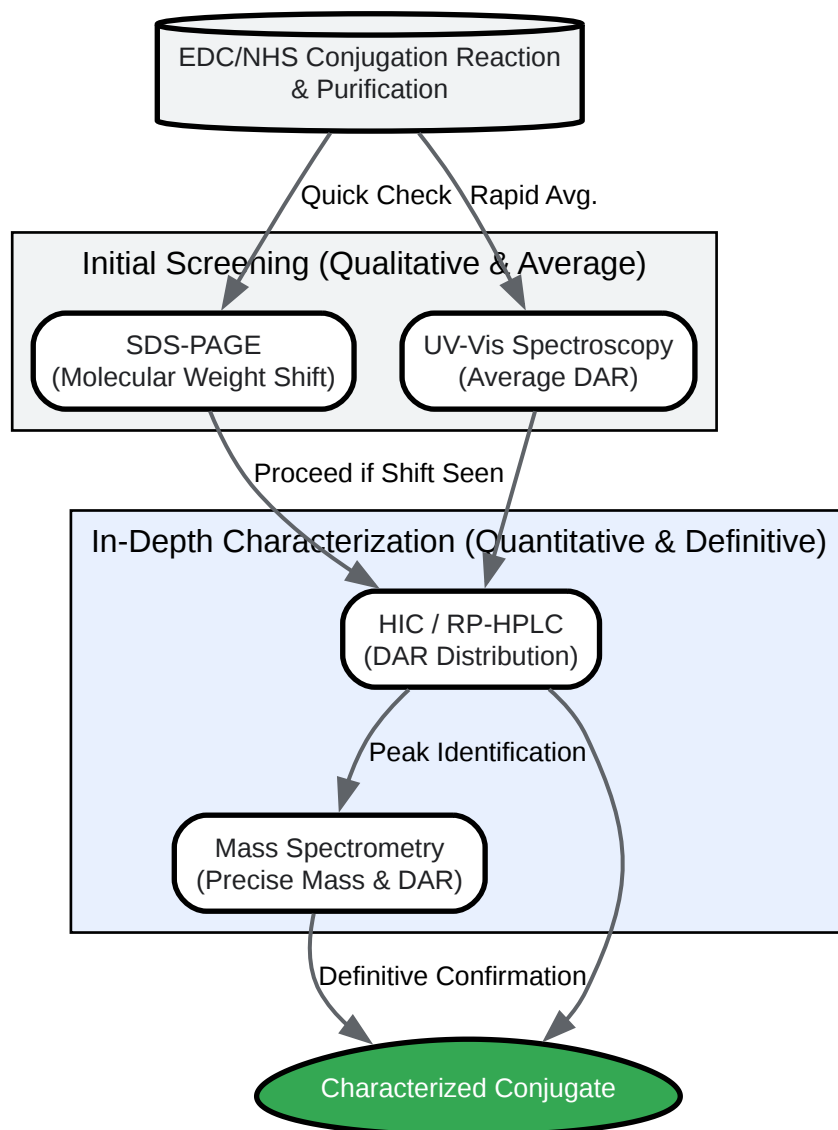 EDC/NHS Conjugation Reaction
& Purification
Quick Check
Rapid Avg.
Initial Screening (Qualitative & Average)
SDS-PAGE
(Molecular Weight Shift)
UV-Vis Spectroscopy
(Average DAR)
Proceed if Shift Seen
In-Depth Characterization (Quantitative & Definitive)
HIC / RP-HPLC
(DAR Distribution)
Peak Identification
Mass Spectrometry
(Precise Mass & DAR)
Definitive Confirmation
Characterized Conjugate